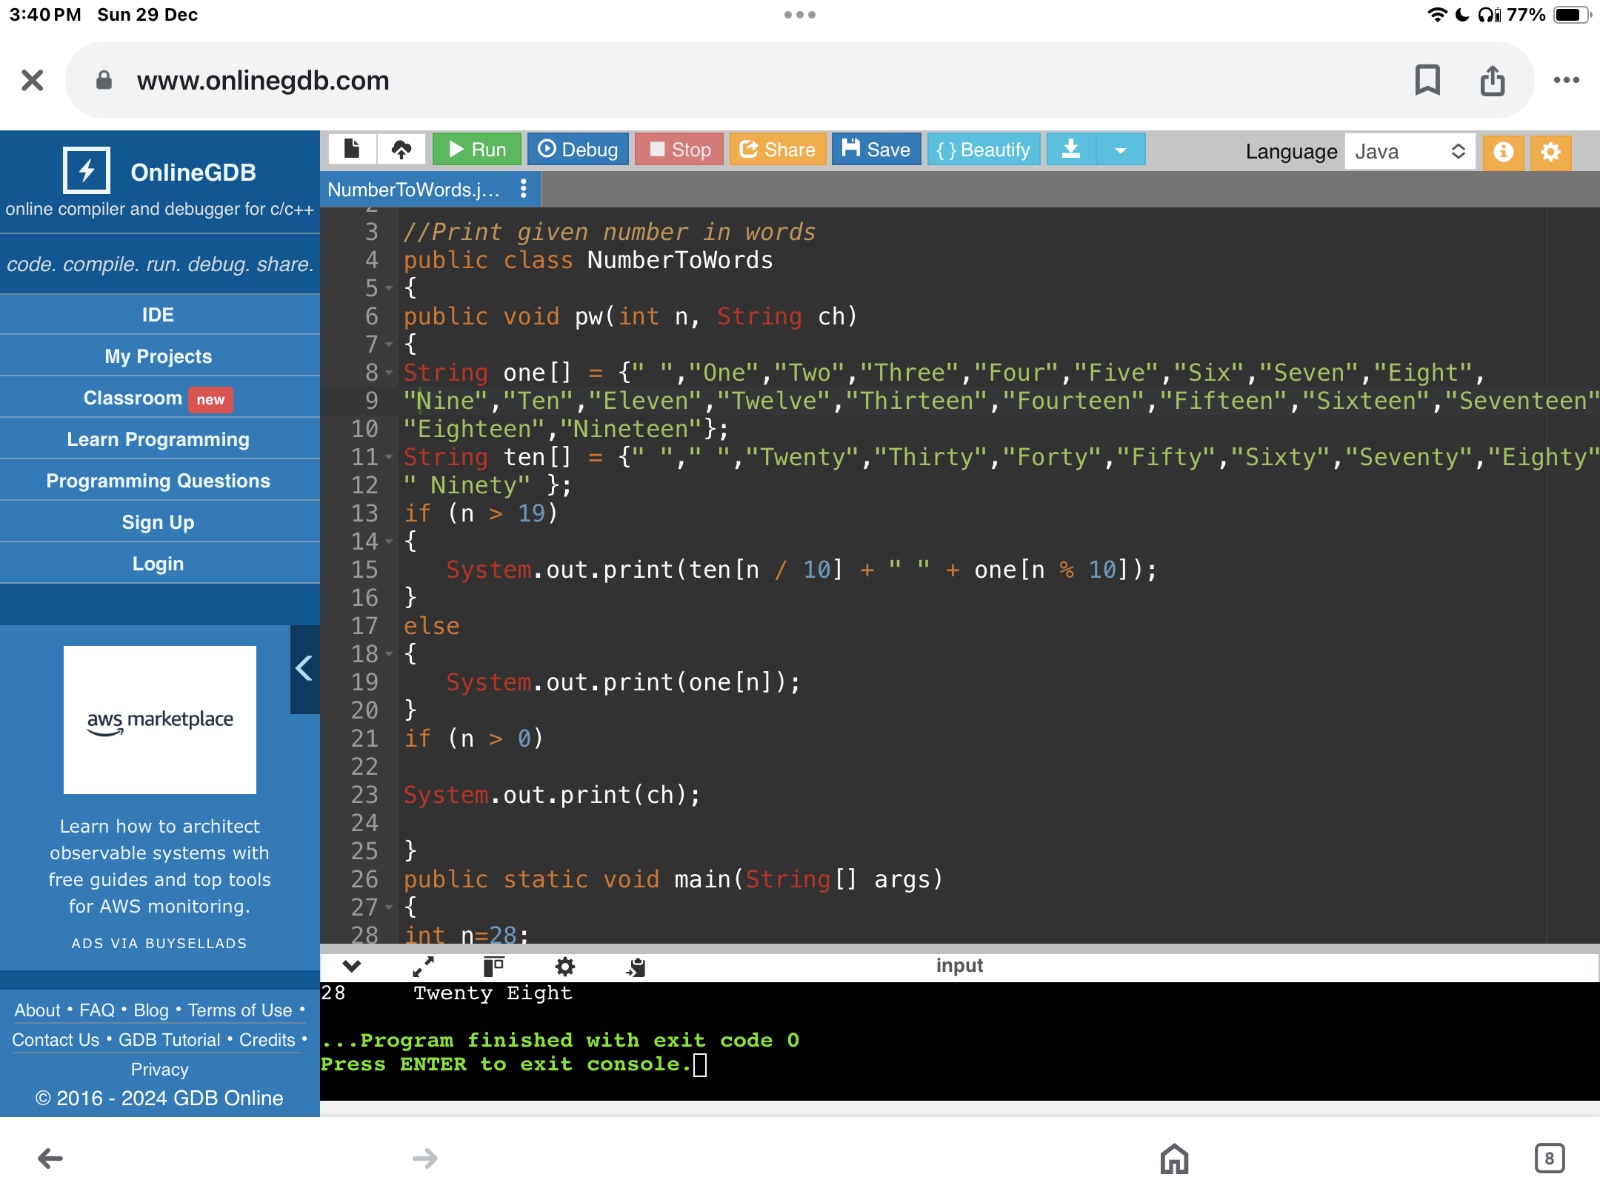 3:40 PM Sun 29 Dec
77%
www.onlinegdb.com
OnlineGDB
online compiler and debugger for c/c++
code. compile. run. debug. share.
IDE
My Projects
Classroom new
Learn Programming
Programming Questions
Sign Up
Login
aws marketplace
Learn how to architect
observable systems with
free guides and top tools
for AWS monitoring.
ADS VIA BUYSELLADS
About • FAQ • Blog • Terms of Use •
Contact Us • GDB Tutorial • Credits •
Privacy
© 2016 - 2024 GDB Online
Run Debug Stop Share Save { } Beautify Language Java
NumberToWords.j...
2
3 //Print given number in words
4 public class NumberToWords
5 {
6 public void pw(int n, String ch)
7 {
8 String one[] = {" ","One","Two","Three","Four","Five","Six","Seven","Eight",
9 "Nine","Ten","Eleven","Twelve","Thirteen","Fourteen","Fifteen","Sixteen","Seventeen"
10 "Eighteen","Nineteen"};
11 String ten[] = {" "," ","Twenty","Thirty","Forty","Fifty","Sixty","Seventy","Eighty"
12 " Ninety" };
13 if (n > 19)
14 {
15 System.out.print(ten[n / 10] + " " + one[n % 10]);
16 }
17 else
18 {
19 System.out.print(one[n]);
20 }
21 if (n > 0)
22
23 System.out.print(ch);
24
25 }
26 public static void main(String[] args)
27 {
28 int n=28;
input
28 Twenty Eight
...Program finished with exit code 0
Press ENTER to exit console.
8